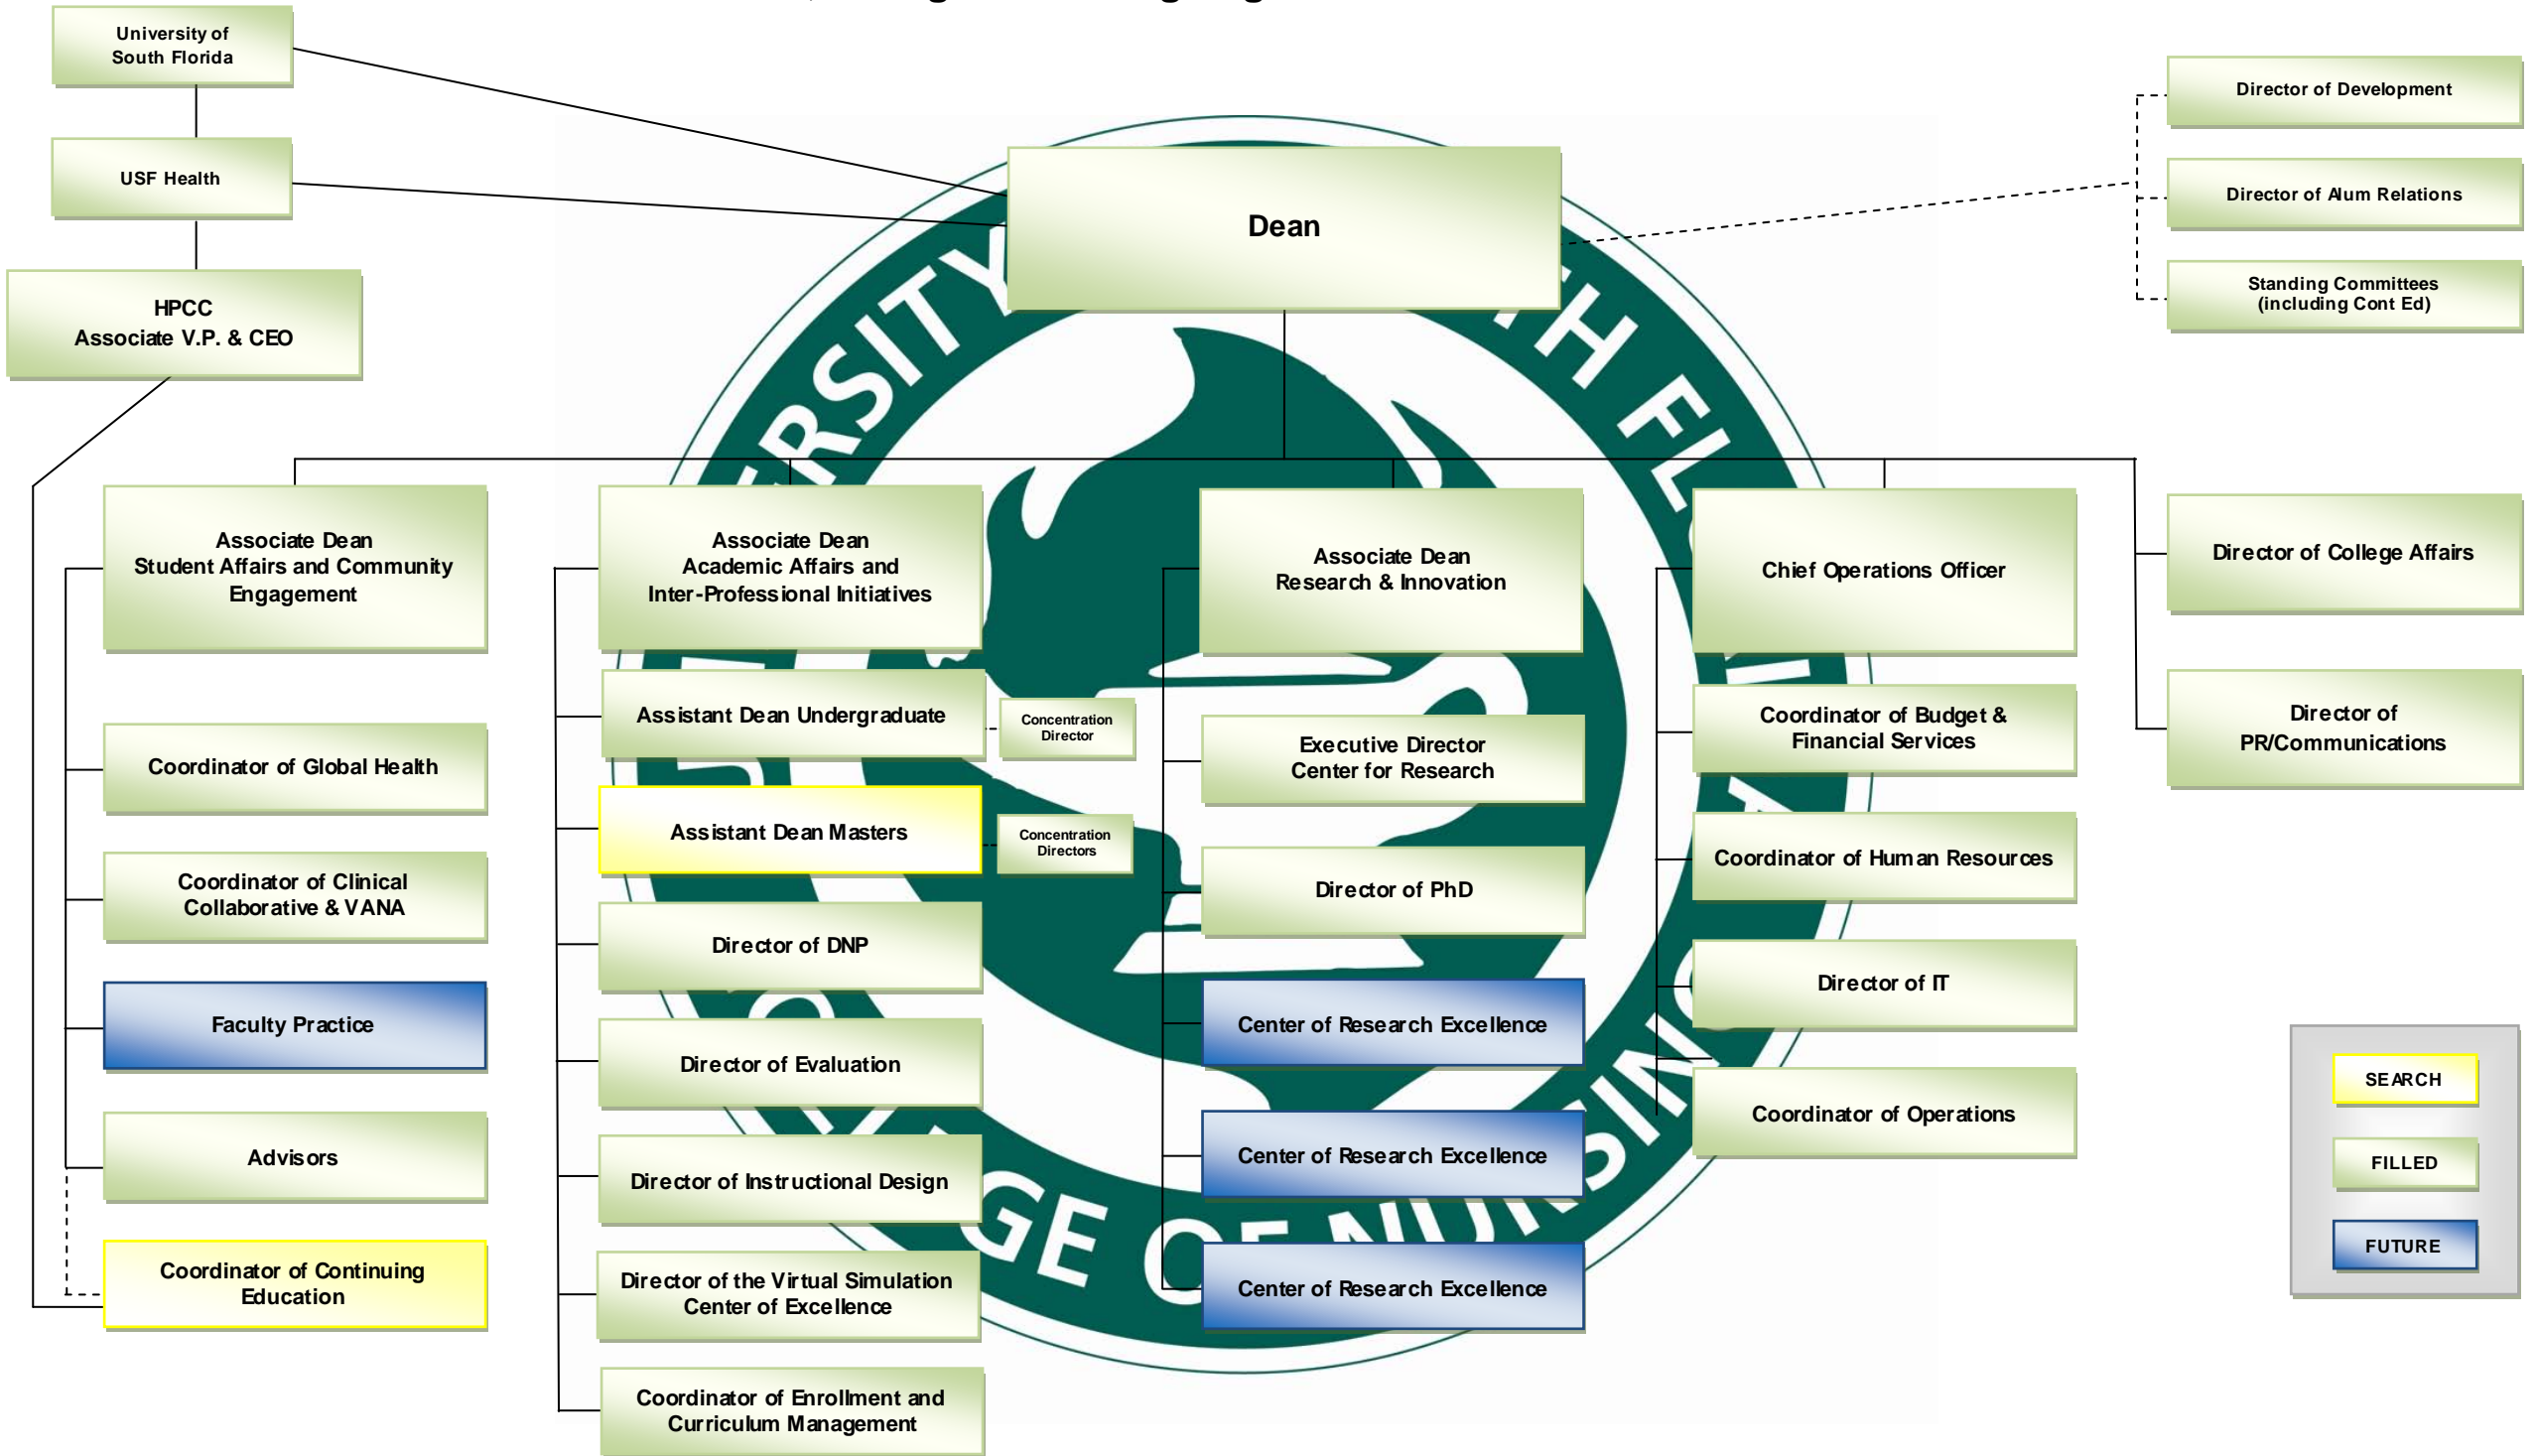 University of
South Florida
USF Health
HPCC
Associate V.P. & CEO
Dean
Director of Development
Director of Alum Relations
Standing Committees
(including Cont Ed)
Associate Dean
Student Affairs and Community
Engagement
Coordinator of Global Health
Coordinator of Clinical
Collaborative & VANA
Faculty Practice
Advisors
Coordinator of Continuing
Education
Associate Dean
Academic Affairs and
Inter-Professional Initiatives
Assistant Dean Undergraduate
Concentration
Director
Assistant Dean Masters
Concentration
Directors
Director of DNP
Director of Evaluation
Director of Instructional Design
Director of the Virtual Simulation
Center of Excellence
Coordinator of Enrollment and
Curriculum Management
Associate Dean
Research & Innovation
Executive Director
Center for Research
Director of PhD
Center of Research Excellence
Center of Research Excellence
Center of Research Excellence
Chief Operations Officer
Coordinator of Budget &
Financial Services
Coordinator of Human Resources
Director of IT
Coordinator of Operations
Director of College Affairs
Director of
PR/Communications
SEARCH
FILLED
FUTURE
OF NURSING